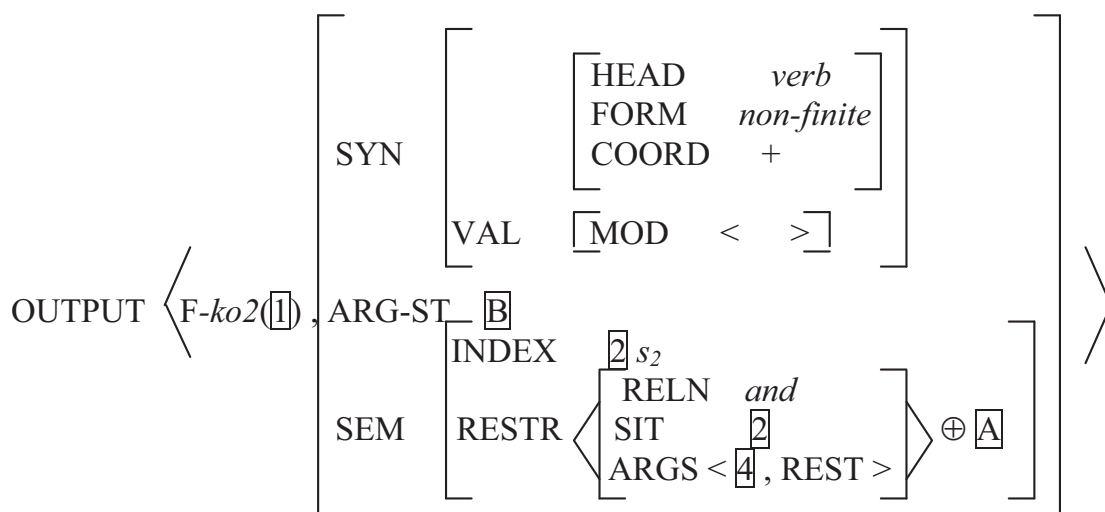 HEAD verb
FORM non-finite
SYN COORD +
VAL [MOD < >]
OUTPUT ⟨F-ko2([1]) , ARG-ST [B]
INDEX [2] s₂
RELN and
SEM RESTR SIT [2] ⊕ [A]
ARGS < [4] , REST >